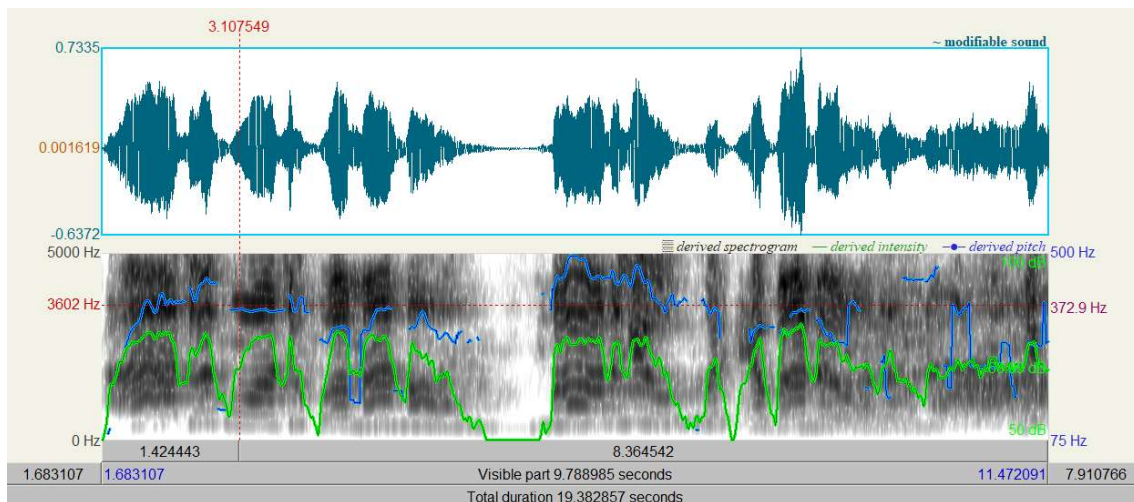 3.107549
0.7335
~ modifiable sound
0.001619
-0.6372
derived spectrogram — derived intensity derived pitch
5000 Hz 100 dB 500 Hz
3602 Hz 372.9 Hz
0 Hz 50 dB 75 Hz
1.424443 8.364542
1.683107 1.683107 Visible part 9.788985 seconds 11.472091 7.910766
Total duration 19.382857 seconds